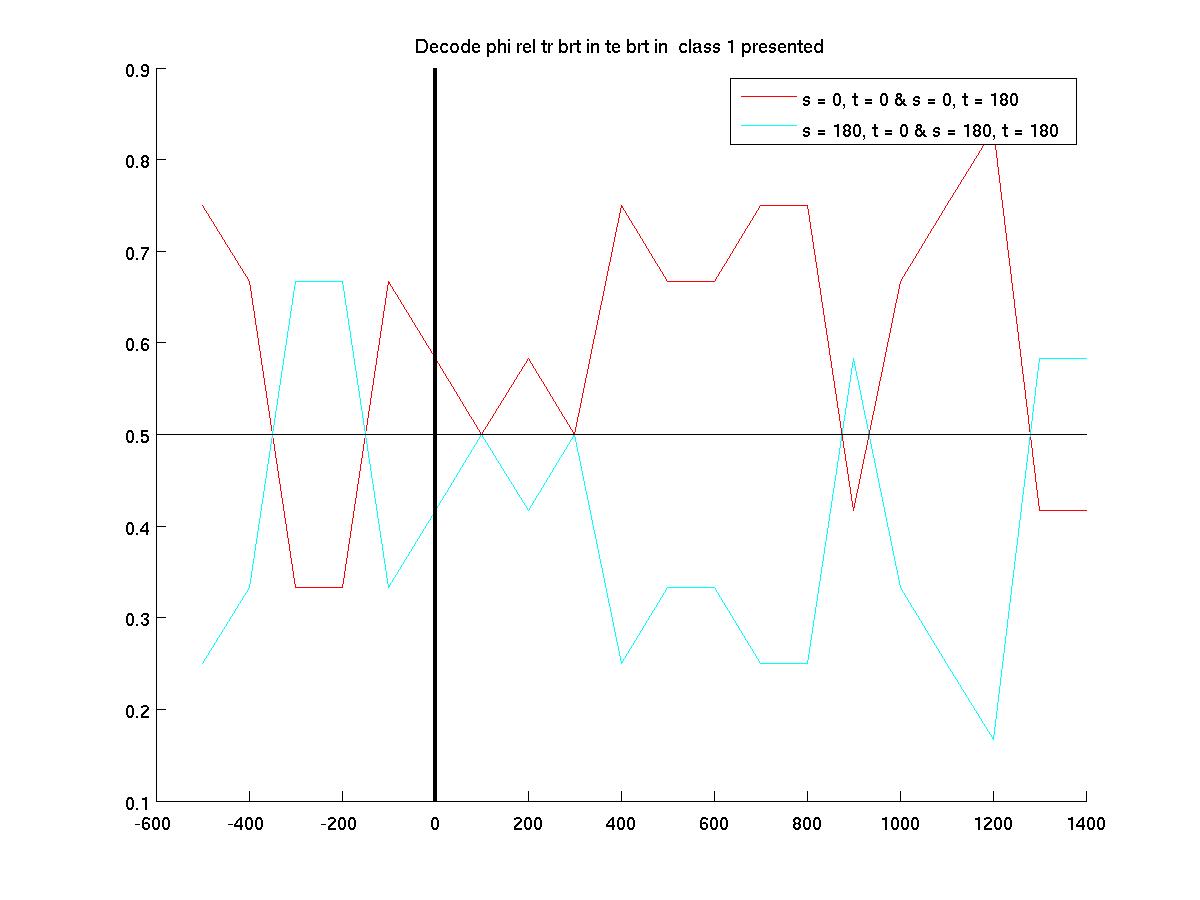 Decode phi rel tr brt in te brt in  class 1 presented
s = 0, t = 0 & s = 0, t = 180
s = 180, t = 0 & s = 180, t = 180
0.9
0.8
0.7
0.6
0.5
0.4
0.3
0.2
0.1
-600 -400 -200 0 200 400 600 800 1000 1200 1400